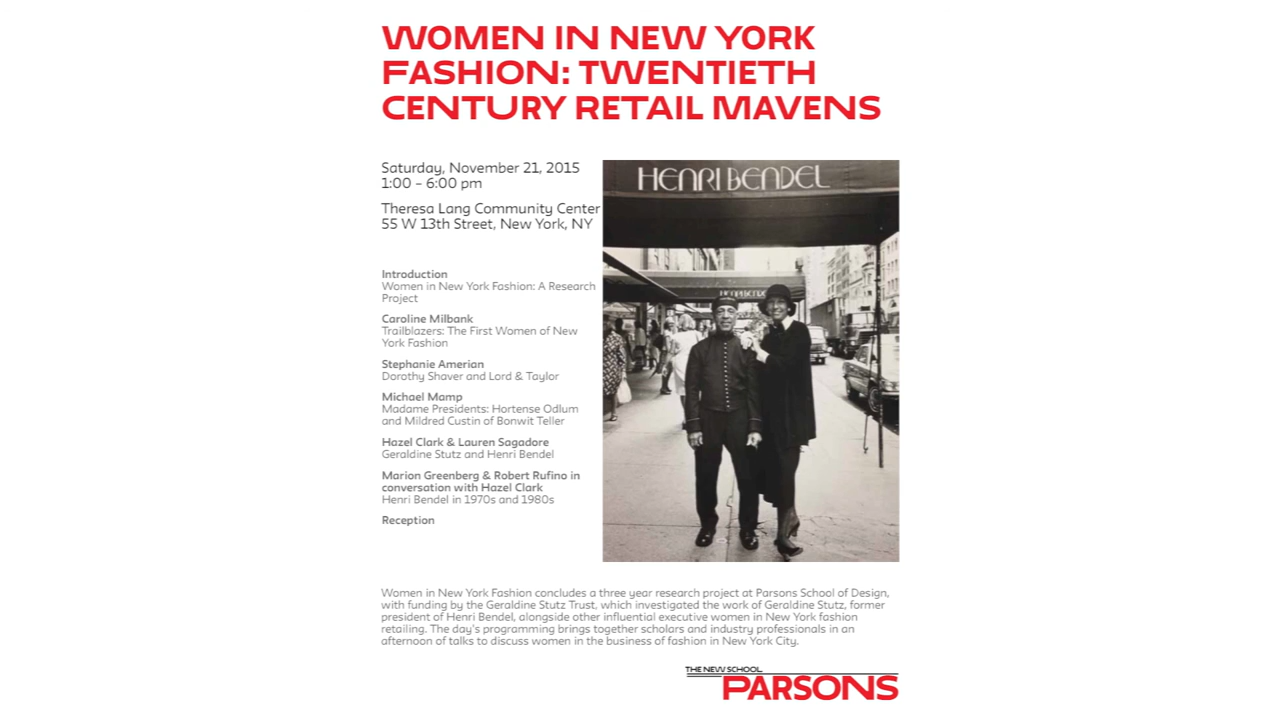 WOMEN IN NEW YORK
FASHION: TWENTIETH
CENTURY RETAIL MAVENS
Saturday, November 21, 2015
1:00 – 6:00 pm
Theresa Lang Community Center
55 W 13th Street, New York, NY
Introduction
Women in New York Fashion: A Research
Project
Caroline Milbank
Trailblazers: The First Women of New
York Fashion
Stephanie Amerian
Dorothy Shaver and Lord & Taylor
Michael Mamp
Madame Presidents: Hortense Odlum
and Mildred Custin of Bonwit Teller
Hazel Clark & Lauren Sagadore
Geraldine Stutz and Henri Bendel
Marion Greenberg & Robert Rufino in
conversation with Hazel Clark
Henri Bendel in 1970s and 1980s
Reception
HENRI BENDEL
HENRI BENDEL
Women in New York Fashion concludes a three year research project at Parsons School of Design,
with funding by the Geraldine Stutz Trust, which investigated the work of Geraldine Stutz, former
president of Henri Bendel, alongside other influential executive women in New York fashion
retailing. The day's programming brings together scholars and industry professionals in an
afternoon of talks to discuss women in the business of fashion in New York City.
THE NEW SCHOOL
PARSONS